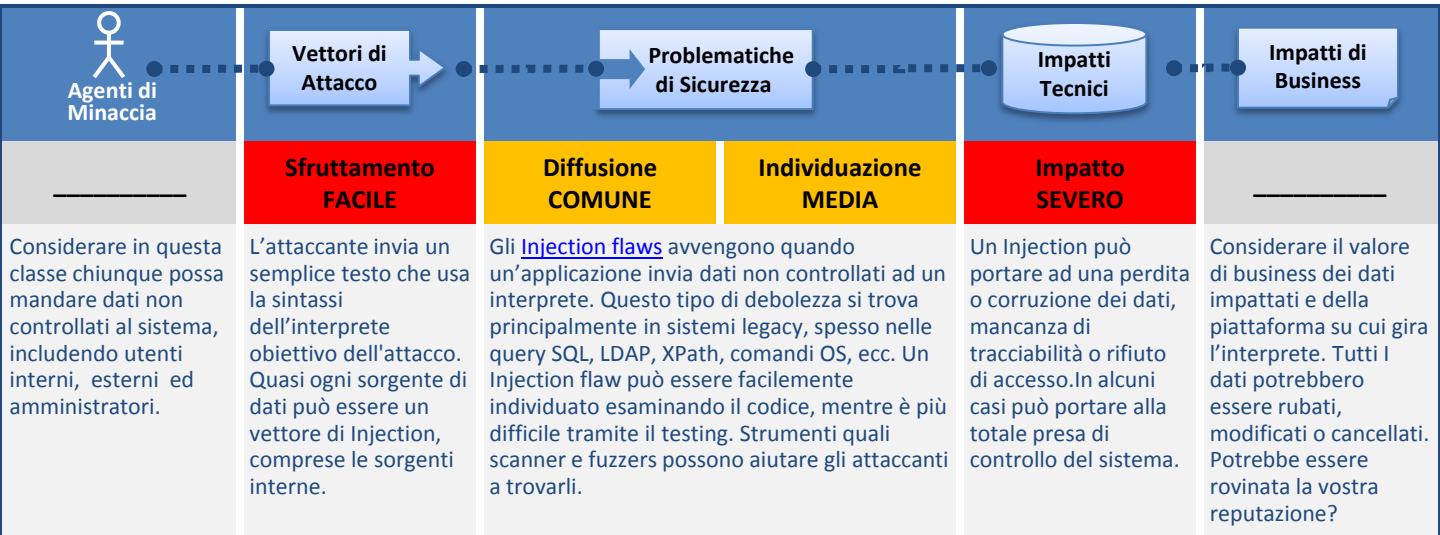 Agenti di
Minaccia
Vettori di
Attacco
Problematiche
di Sicurezza
Impatti
Tecnici
Impatti di
Business
__________
Sfruttamento
FACILE
Diffusione
COMUNE
Individuazione
MEDIA
Impatto
SEVERO
__________
Considerare in questa
classe chiunque possa
mandare dati non
controllati al sistema,
includendo utenti
interni, esterni ed
amministratori.
L’attaccante invia un
semplice testo che usa
la sintassi
dell’interprete
obiettivo dell'attacco.
Quasi ogni sorgente di
dati può essere un
vettore di Injection,
comprese le sorgenti
interne.
Gli Injection flaws avvengono quando
un’applicazione invia dati non controllati ad un
interprete. Questo tipo di debolezza si trova
principalmente in sistemi legacy, spesso nelle
query SQL, LDAP, XPath, comandi OS, ecc. Un
Injection flaw può essere facilemente
individuato esaminando il codice, mentre è più
difficile tramite il testing. Strumenti quali
scanner e fuzzers possono aiutare gli attaccanti
a trovarli.
Un Injection può
portare ad una perdita
o corruzione dei dati,
mancanza di
tracciabilità o rifiuto
di accesso.In alcuni
casi può portare alla
totale presa di
controllo del sistema.
Considerare il valore
di business dei dati
impattati e della
piattaforma su cui gira
l’interprete. Tutti I
dati potrebbero
essere rubati,
modificati o cancellati.
Potrebbe essere
rovinata la vostra
reputazione?